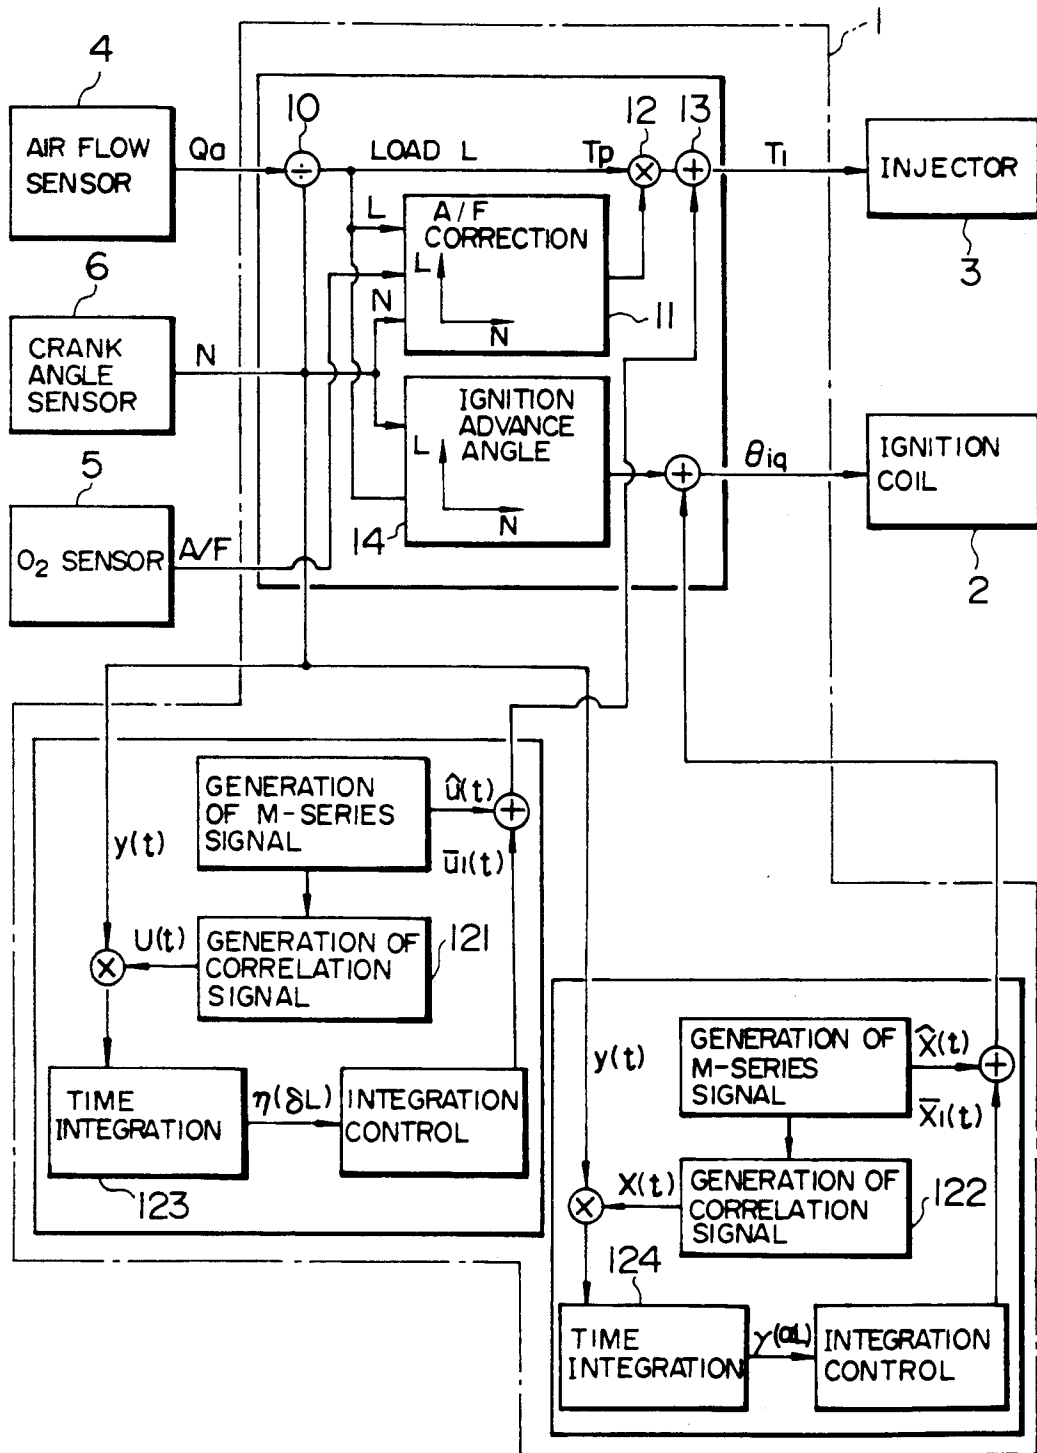 1
4
AIR FLOW
SENSOR
Qa
10
÷
LOAD L
Tp
12
×
13
+
Ti
INJECTOR
3
L
A/F
CORRECTION
L
N
N
11
6
CRANK
ANGLE
SENSOR
N
IGNITION
ADVANCE
ANGLE
L
N
14
+
θig
IGNITION
COIL
2
5
O2 SENSOR
A/F
GENERATION
OF M-SERIES
SIGNAL
û(t)
+
ū1(t)
y(t)
U(t)
×
GENERATION OF
CORRELATION
SIGNAL
121
TIME
INTEGRATION
123
η(δL)
INTEGRATION
CONTROL
y(t)
GENERATION OF
M-SERIES
SIGNAL
x̂(t)
+
x̄1(t)
X(t)
×
GENERATION OF
CORRELATION
SIGNAL
122
124
TIME
INTEGRATION
INTEGRATION
CONTROL